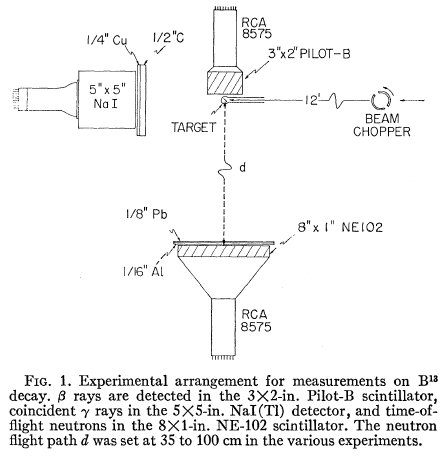 RCA
8575
1/4" Cu
1/2"C
3"x2" PILOT-B
5" x 5"
NaI
TARGET
12'
BEAM
CHOPPER
d
1/8" Pb
8"x 1" NE102
1/16" Al
RCA
8575
FIG. 1. Experimental arrangement for measurements on B¹³
decay. β rays are detected in the 3×2-in. Pilot-B scintillator,
coincident γ rays in the 5×5-in. NaI(Tl) detector, and time-of-
flight neutrons in the 8×1-in. NE-102 scintillator. The neutron
flight path d was set at 35 to 100 cm in the various experiments.